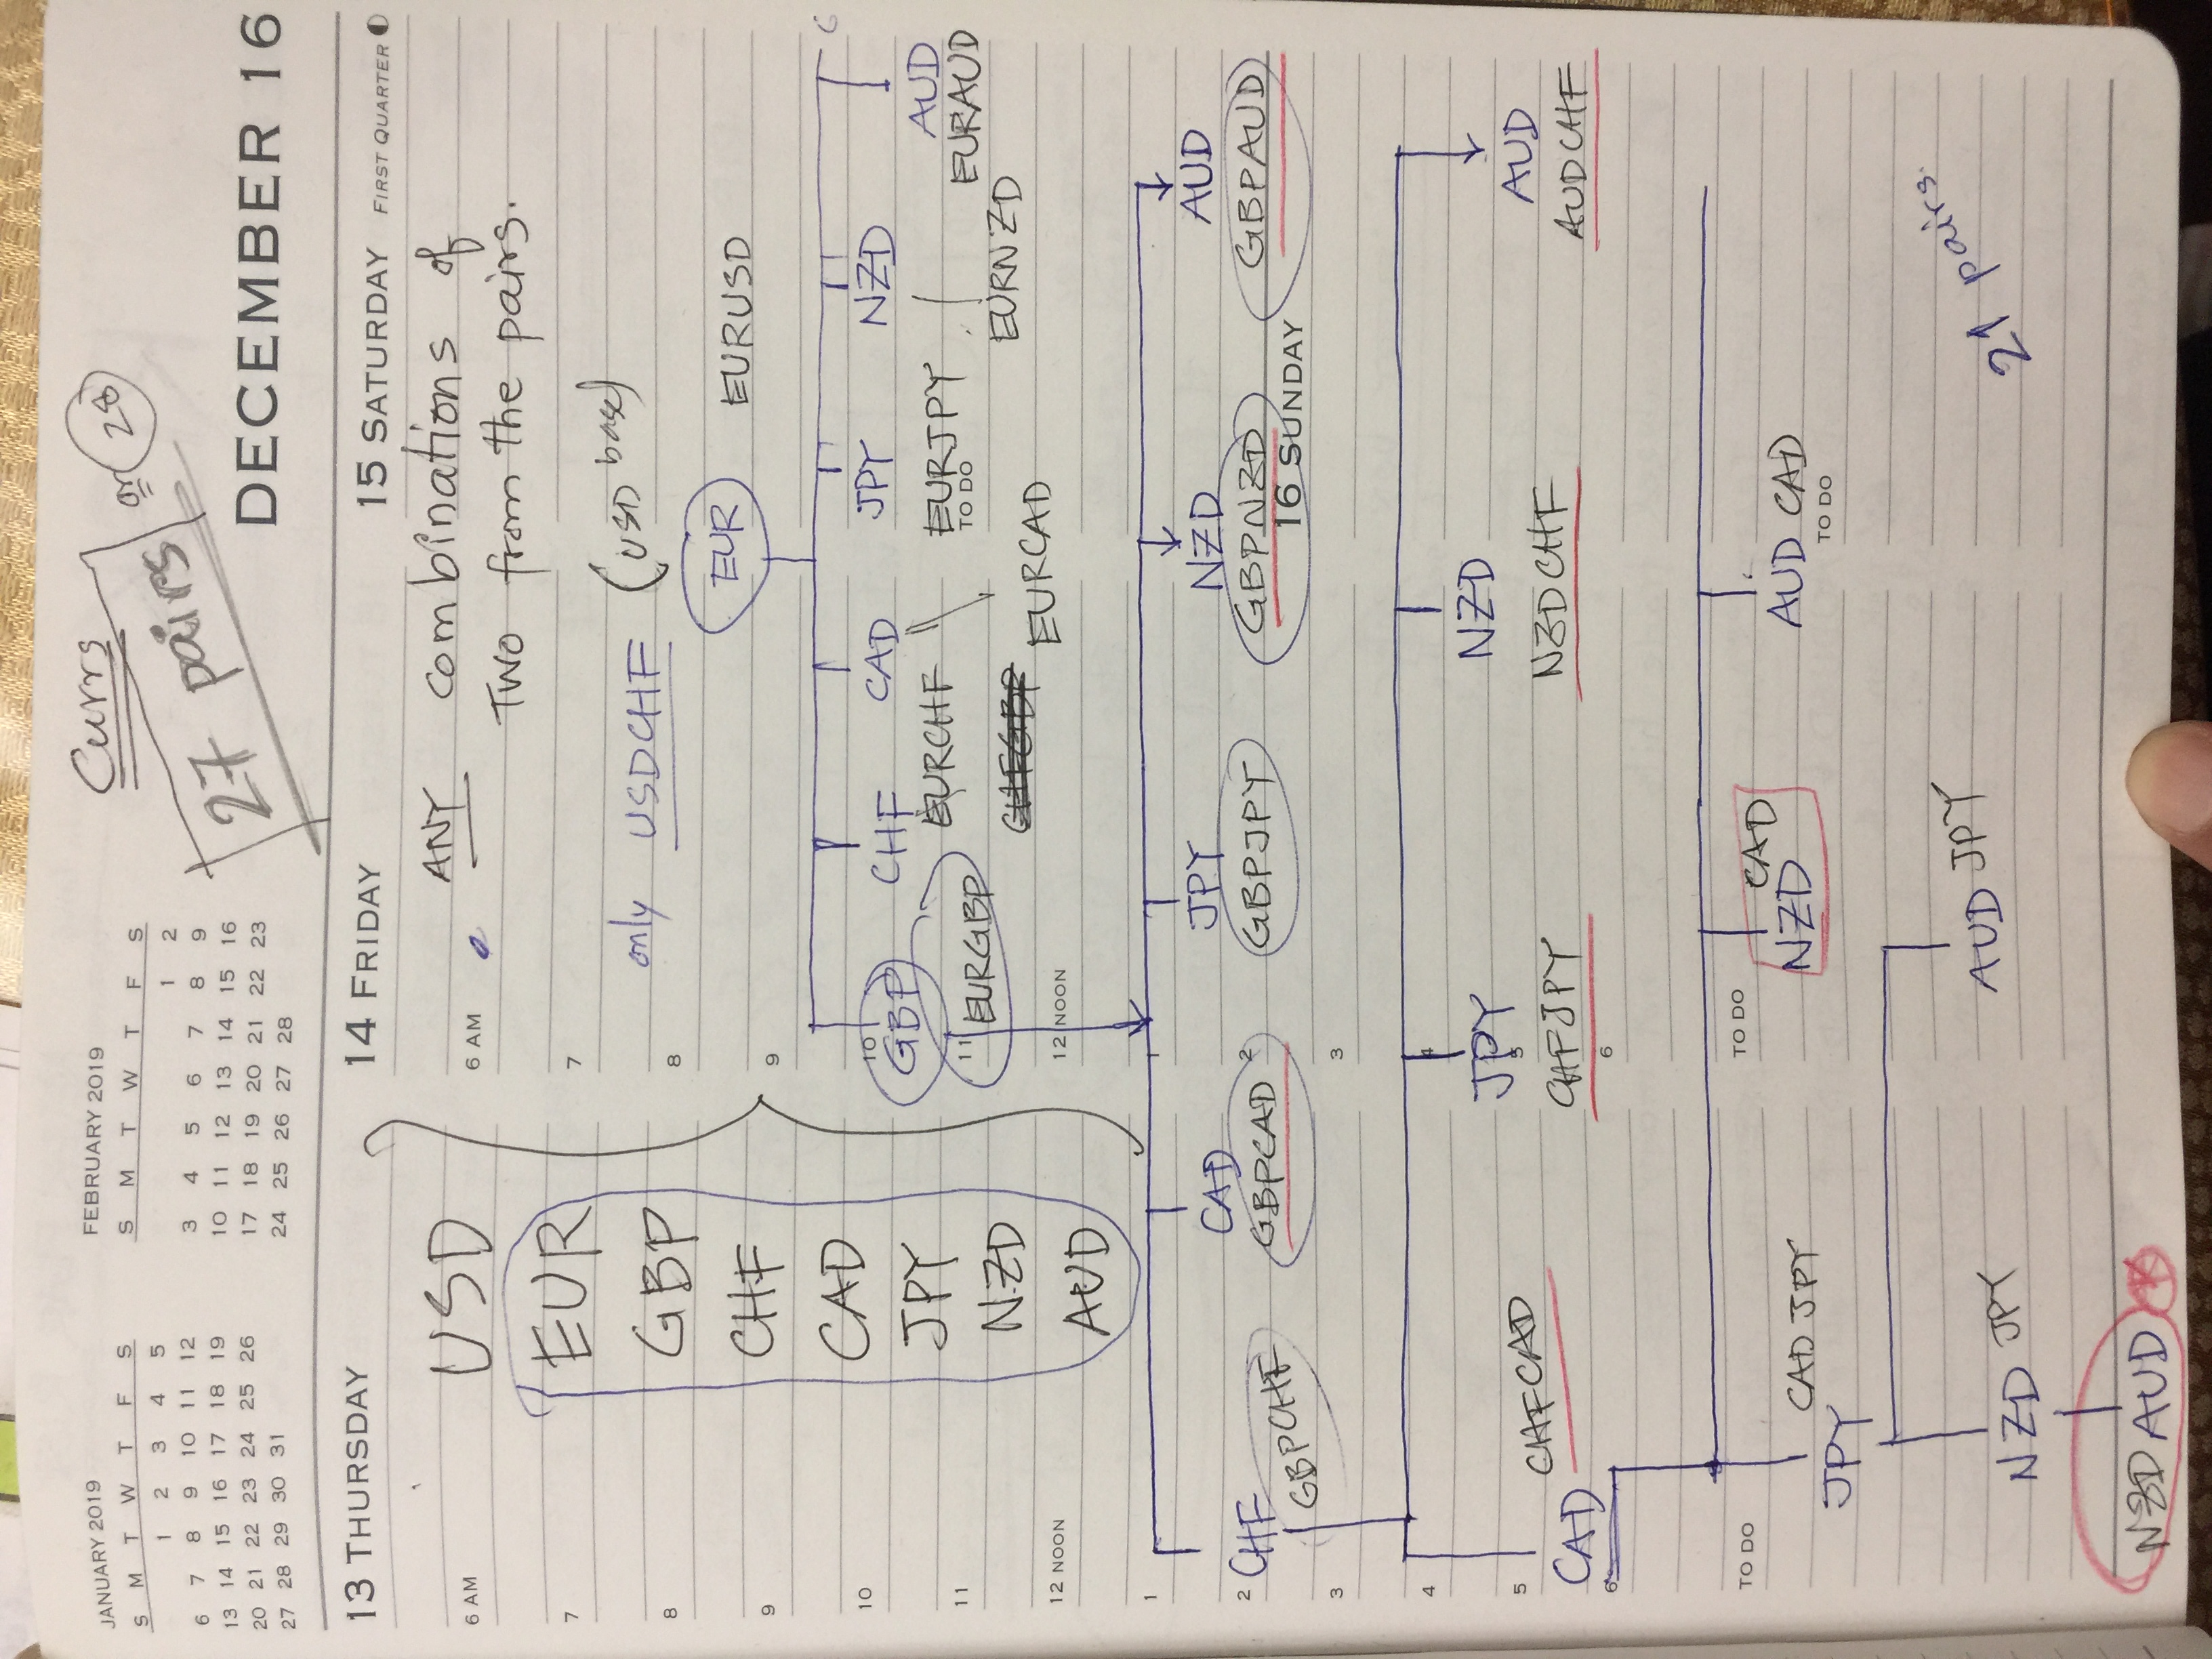 JANUARY 2019
S M T W T F S
1 2 3 4 5
6 7 8 9 10 11 12
13 14 15 16 17 18 19
20 21 22 23 24 25 26
27 28 29 30 31
FEBRUARY 2019
S M T W T F S
1 2
3 4 5 6 7 8 9
10 11 12 13 14 15 16
17 18 19 20 21 22 23
24 25 26 27 28
Currs
27 pairs or 28
DECEMBER 16
13 THURSDAY
USD
6 AM
EUR
7
GBP
8
CHF
9
CAD
10
JPY
11
NZD
12 NOON
AUD
14 FRIDAY
15 SATURDAY FIRST QUARTER
ANY combinations of
6 AM
Two from the pairs.
7
only USDCHF (USD base)
8
EUR EURUSD
9
10
GBP CHF CAD JPY NZD AUD
11 EURGBP EURCHF EURJPY EURAUD
TO DO
CHFGBP EURCAD EURNZD
12 NOON
1 1
CHF CAD JPY NZD AUD
2 GBPCHF GBPCAD 2 GBPJPY GBPNZD GBPAUD
16 SUNDAY
3 3
4 4
JPY NZD AUD
5 CHFCAD 5 CHFJPY NZDCHF AUDCHF
CAD
6 6
TO DO TO DO
CAD
CADJPY NZD AUD CAD
TO DO
JPY
NZD JPY AUD JPY
21 pairs.
NZDAUD